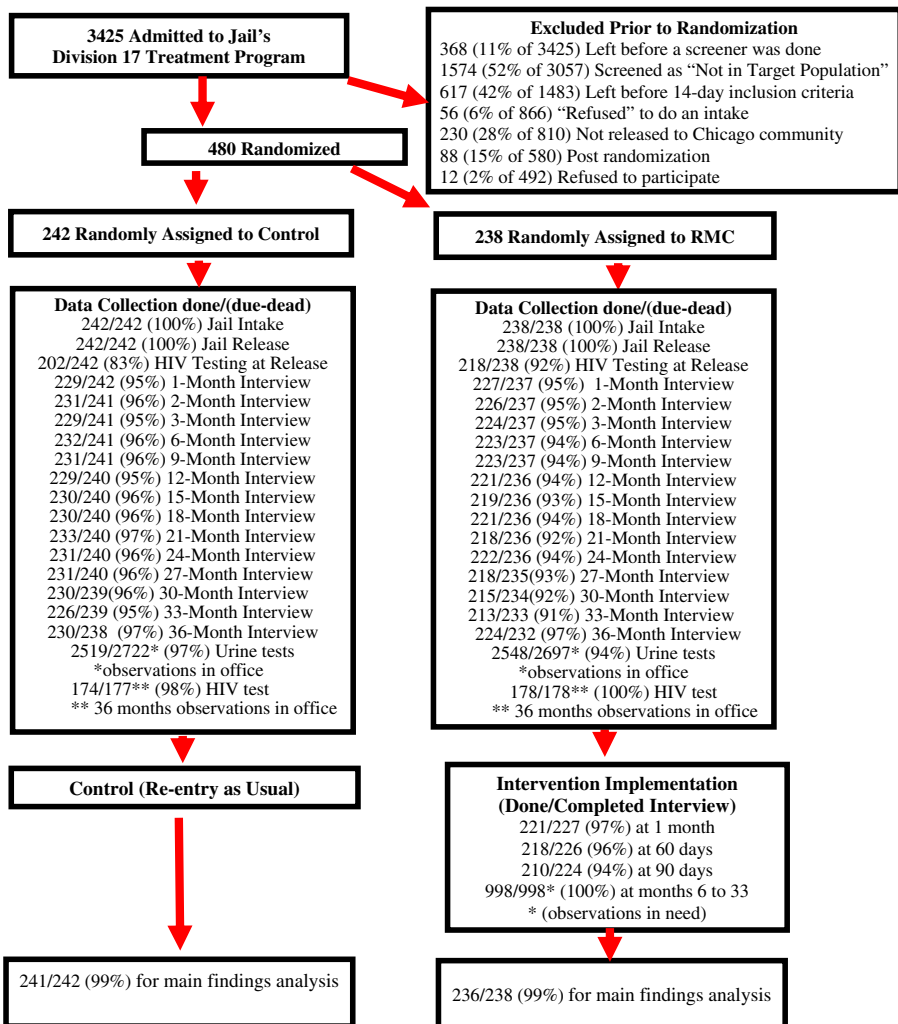 3425 Admitted to Jail's
Division 17 Treatment Program
Excluded Prior to Randomization
368 (11% of 3425) Left before a screener was done
1574 (52% of 3057) Screened as “Not in Target Population”
617 (42% of 1483) Left before 14-day inclusion criteria
56 (6% of 866) “Refused” to do an intake
230 (28% of 810) Not released to Chicago community
88 (15% of 580) Post randomization
12 (2% of 492) Refused to participate
480 Randomized
242 Randomly Assigned to Control
238 Randomly Assigned to RMC
Data Collection done/(due-dead)
242/242 (100%) Jail Intake
242/242 (100%) Jail Release
202/242 (83%) HIV Testing at Release
229/242 (95%) 1-Month Interview
231/241 (96%) 2-Month Interview
229/241 (95%) 3-Month Interview
232/241 (96%) 6-Month Interview
231/241 (96%) 9-Month Interview
229/240 (95%) 12-Month Interview
230/240 (96%) 15-Month Interview
230/240 (96%) 18-Month Interview
233/240 (97%) 21-Month Interview
231/240 (96%) 24-Month Interview
231/240 (96%) 27-Month Interview
230/239(96%) 30-Month Interview
226/239 (95%) 33-Month Interview
230/238 (97%) 36-Month Interview
2519/2722* (97%) Urine tests
*observations in office
174/177** (98%) HIV test
** 36 months observations in office
Data Collection done/(due-dead)
238/238 (100%) Jail Intake
238/238 (100%) Jail Release
218/238 (92%) HIV Testing at Release
227/237 (95%) 1-Month Interview
226/237 (95%) 2-Month Interview
224/237 (95%) 3-Month Interview
223/237 (94%) 6-Month Interview
223/237 (94%) 9-Month Interview
221/236 (94%) 12-Month Interview
219/236 (93%) 15-Month Interview
221/236 (94%) 18-Month Interview
218/236 (92%) 21-Month Interview
222/236 (94%) 24-Month Interview
218/235(93%) 27-Month Interview
215/234(92%) 30-Month Interview
213/233 (91%) 33-Month Interview
224/232 (97%) 36-Month Interview
2548/2697* (94%) Urine tests
*observations in office
178/178** (100%) HIV test
** 36 months observations in office
Control (Re-entry as Usual)
Intervention Implementation
(Done/Completed Interview)
221/227 (97%) at 1 month
218/226 (96%) at 60 days
210/224 (94%) at 90 days
998/998* (100%) at months 6 to 33
* (observations in need)
241/242 (99%) for main findings analysis
236/238 (99%) for main findings analysis